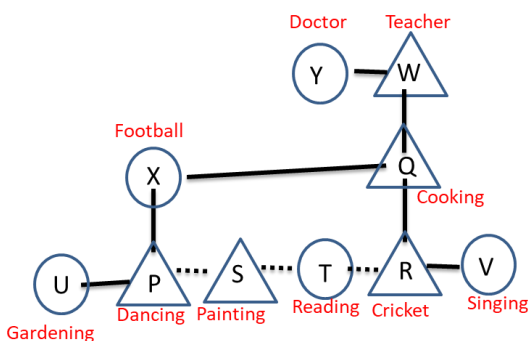 Doctor Teacher
Y W
Football
X Q
Cooking
U P S T R V
Gardening Dancing Painting Reading Cricket Singing